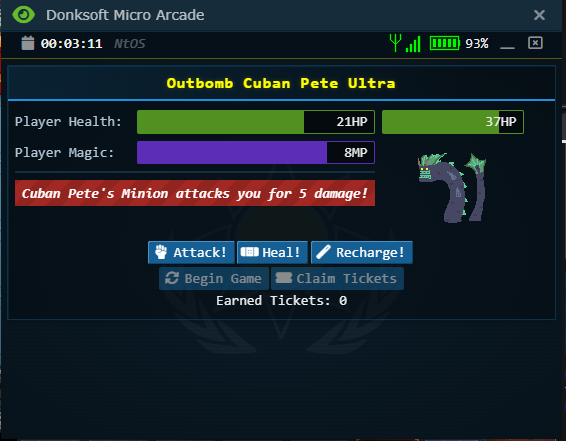 Donksoft Micro Arcade
00:03:11 NtOS 93%
Outbomb Cuban Pete Ultra
Player Health: 21HP 37HP
Player Magic: 8MP
Cuban Pete's Minion attacks you for 5 damage!
Attack! Heal! Recharge!
Begin Game Claim Tickets
Earned Tickets: 0